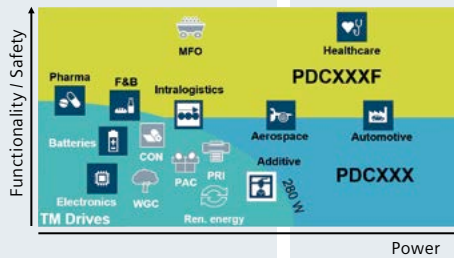 Functionality / Safety
MFO
Healthcare
PDCXXXF
Pharma
F&B
Intralogistics
Batteries
CON
Aerospace
Automotive
PAC
PRI
Additive
PDCXXX
Electronics
WGC
280 W
TM Drives
Ren. energy
Power